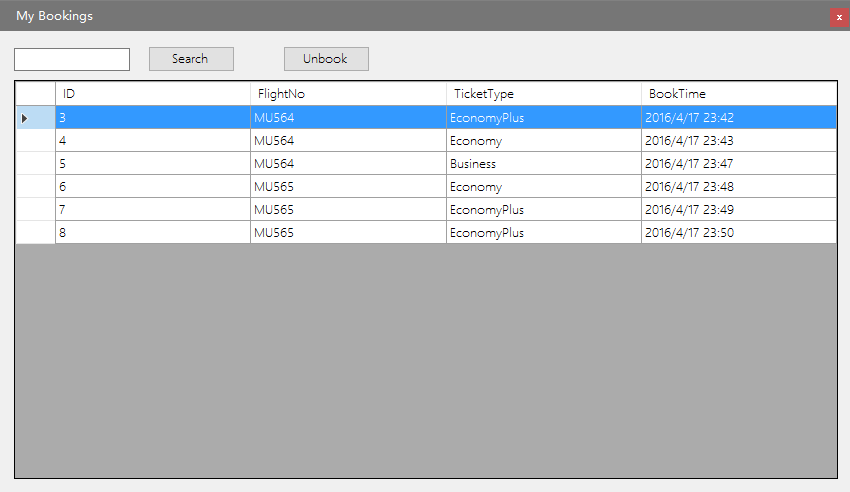 My Bookings x
Search Unbook
ID FlightNo TicketType BookTime
3 MU564 EconomyPlus 2016/4/17 23:42
4 MU564 Economy 2016/4/17 23:43
5 MU564 Business 2016/4/17 23:47
6 MU565 Economy 2016/4/17 23:48
7 MU565 EconomyPlus 2016/4/17 23:49
8 MU565 EconomyPlus 2016/4/17 23:50